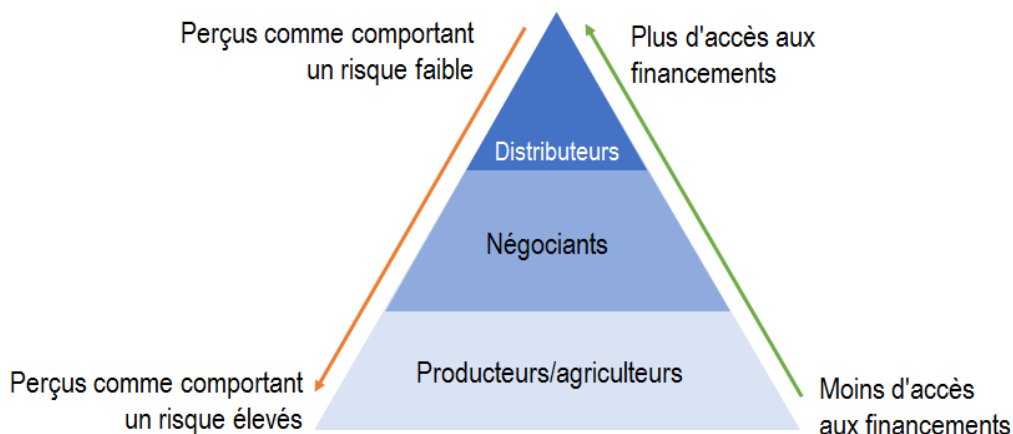 Perçus comme comportant
un risque faible
Plus d'accès aux
financements
Distributeurs
Négociants
Producteurs/agriculteurs
Perçus comme comportant
un risque élevés
Moins d'accès
aux financements